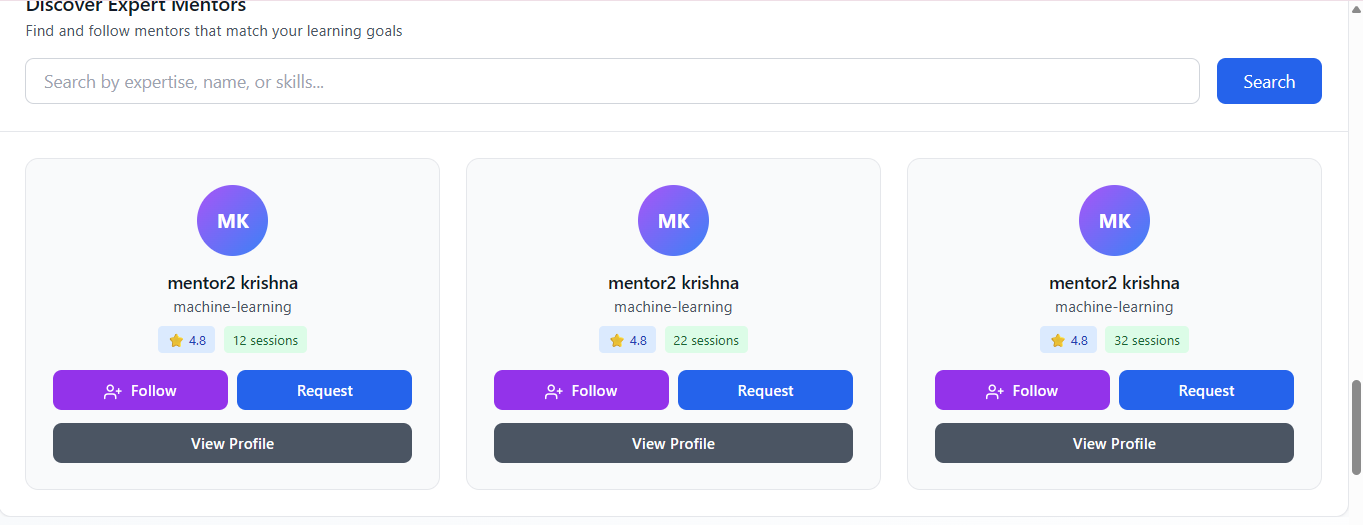 Discover Expert Mentors
Find and follow mentors that match your learning goals
Search by expertise, name, or skills...
Search
MK
mentor2 krishna
machine-learning
⭐ 4.8
12 sessions
Follow
Request
View Profile
MK
mentor2 krishna
machine-learning
⭐ 4.8
22 sessions
Follow
Request
View Profile
MK
mentor2 krishna
machine-learning
⭐ 4.8
32 sessions
Follow
Request
View Profile